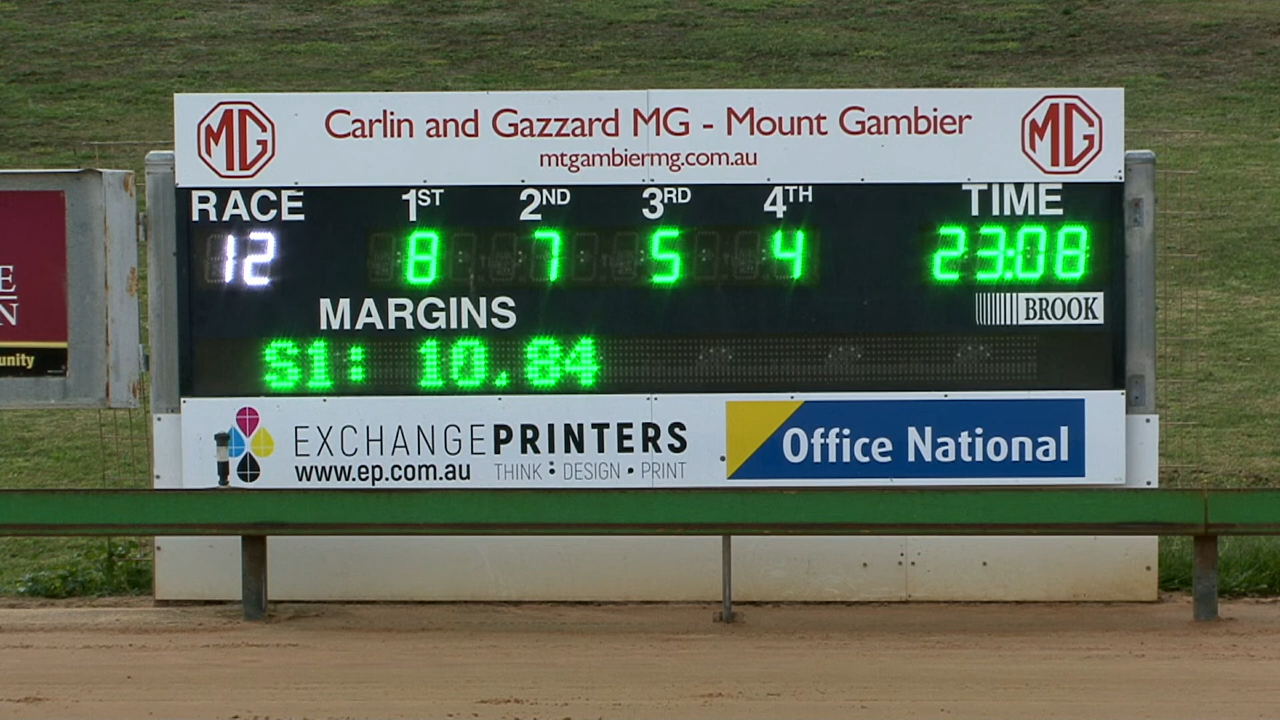 MG Carlin and Gazzard MG - Mount Gambier MG
mtgambiermg.com.au
RACE 1ST 2ND 3RD 4TH TIME
12 8 7 5 4 23:08
MARGINS BROOK
S1: 10.84
E
N
unity
EXCHANGEPRINTERS
www.ep.com.au THINK : DESIGN • PRINT
Office National